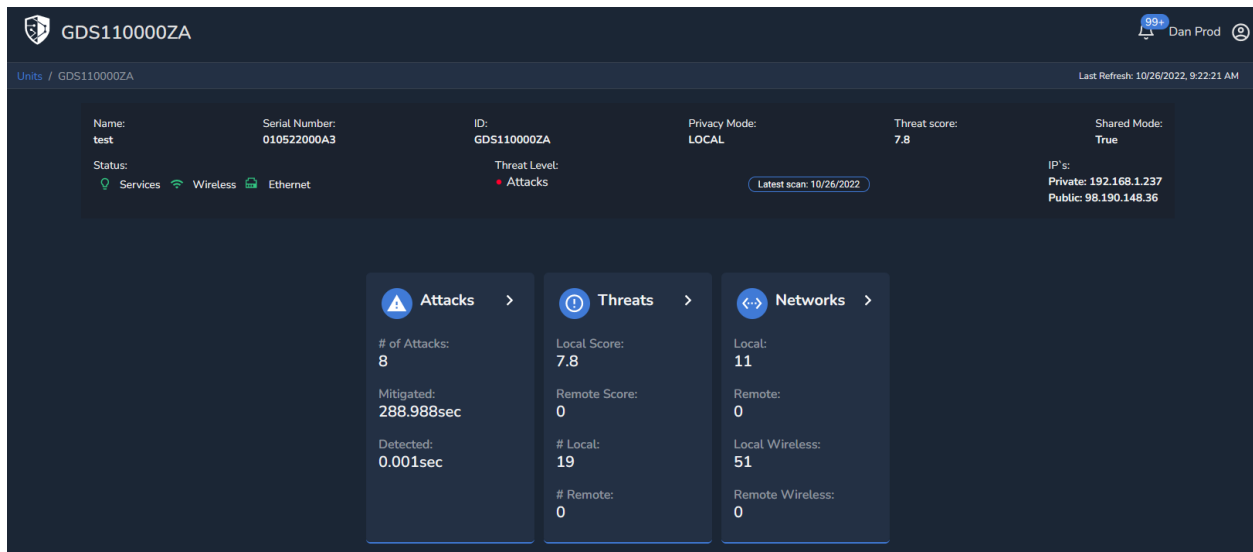 GDS110000ZA
99+
Dan Prod
Units / GDS110000ZA
Last Refresh: 10/26/2022, 9:22:21 AM
Name:
test
Serial Number:
010522000A3
ID:
GDS110000ZA
Privacy Mode:
LOCAL
Threat score:
7.8
Shared Mode:
True
Status:
Services Wireless Ethernet
Threat Level:
Attacks
Latest scan: 10/26/2022
IP`s:
Private: 192.168.1.237
Public: 98.190.148.36
Attacks
# of Attacks:
8
Mitigated:
288.988sec
Detected:
0.001sec
Threats
Local Score:
7.8
Remote Score:
0
# Local:
19
# Remote:
0
Networks
Local:
11
Remote:
0
Local Wireless:
51
Remote Wireless:
0